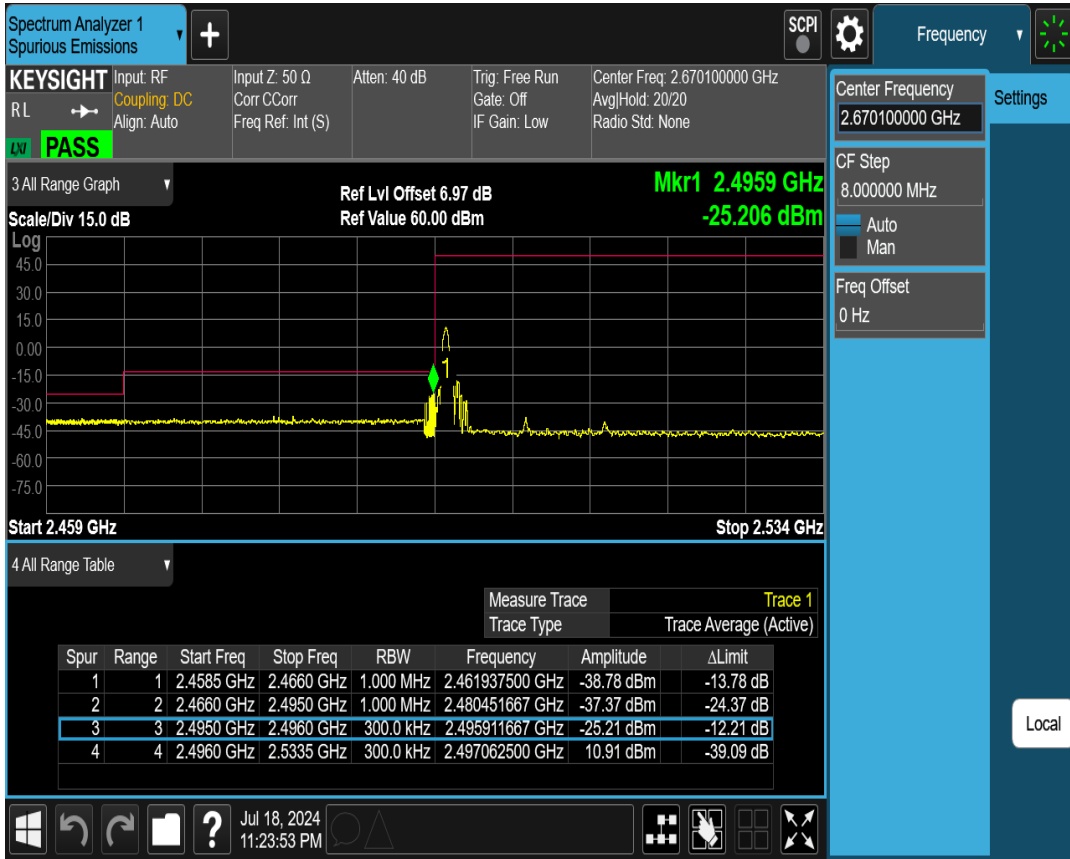 Spectrum Analyzer 1
Spurious Emissions
+
SCPI
Frequency
KEYSIGHT
RL
LXI
PASS
Input: RF
Coupling: DC
Align: Auto
Input Z: 50 Ω
Corr CCorr
Freq Ref: Int (S)
Atten: 40 dB
Trig: Free Run
Gate: Off
IF Gain: Low
Center Freq: 2.670100000 GHz
Avg|Hold: 20/20
Radio Std: None
Center Frequency
2.670100000 GHz
Settings
CF Step
8.000000 MHz
Auto
Man
Freq Offset
0 Hz
3 All Range Graph
Scale/Div 15.0 dB
Ref Lvl Offset 6.97 dB
Ref Value 60.00 dBm
Mkr1 2.4959 GHz
-25.206 dBm
Log
45.0
30.0
15.0
0.00
-15.0
-30.0
-45.0
-60.0
-75.0
1
Start 2.459 GHz Stop 2.534 GHz
4 All Range Table
Measure Trace Trace 1
Trace Type Trace Average (Active)
Spur Range Start Freq Stop Freq RBW Frequency Amplitude ΔLimit
1 1 2.4585 GHz 2.4660 GHz 1.000 MHz 2.461937500 GHz -38.78 dBm -13.78 dB
2 2 2.4660 GHz 2.4950 GHz 1.000 MHz 2.480451667 GHz -37.37 dBm -24.37 dB
3 3 2.4950 GHz 2.4960 GHz 300.0 kHz 2.495911667 GHz -25.21 dBm -12.21 dB
4 4 2.4960 GHz 2.5335 GHz 300.0 kHz 2.497062500 GHz 10.91 dBm -39.09 dB
Local
?
Jul 18, 2024
11:23:53 PM